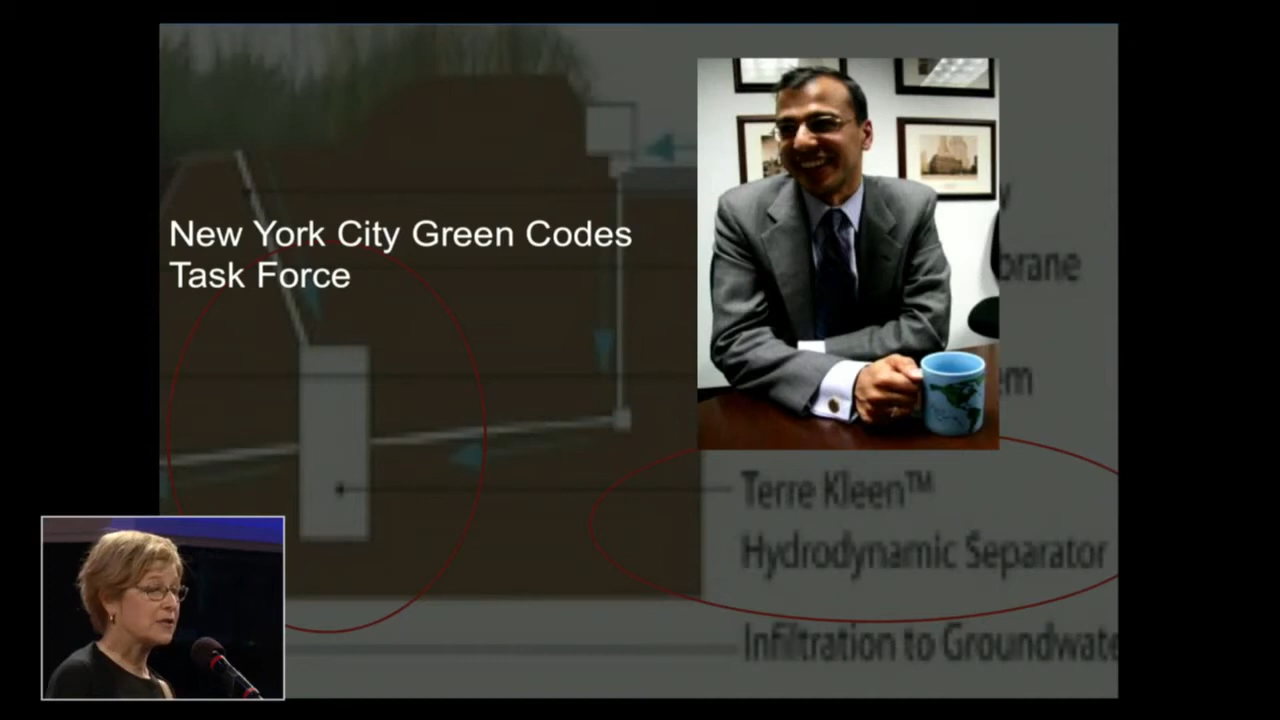 New York City Green Codes
Task Force
Terre Kleen™
Hydrodynamic Separator
Infiltration to Groundwate